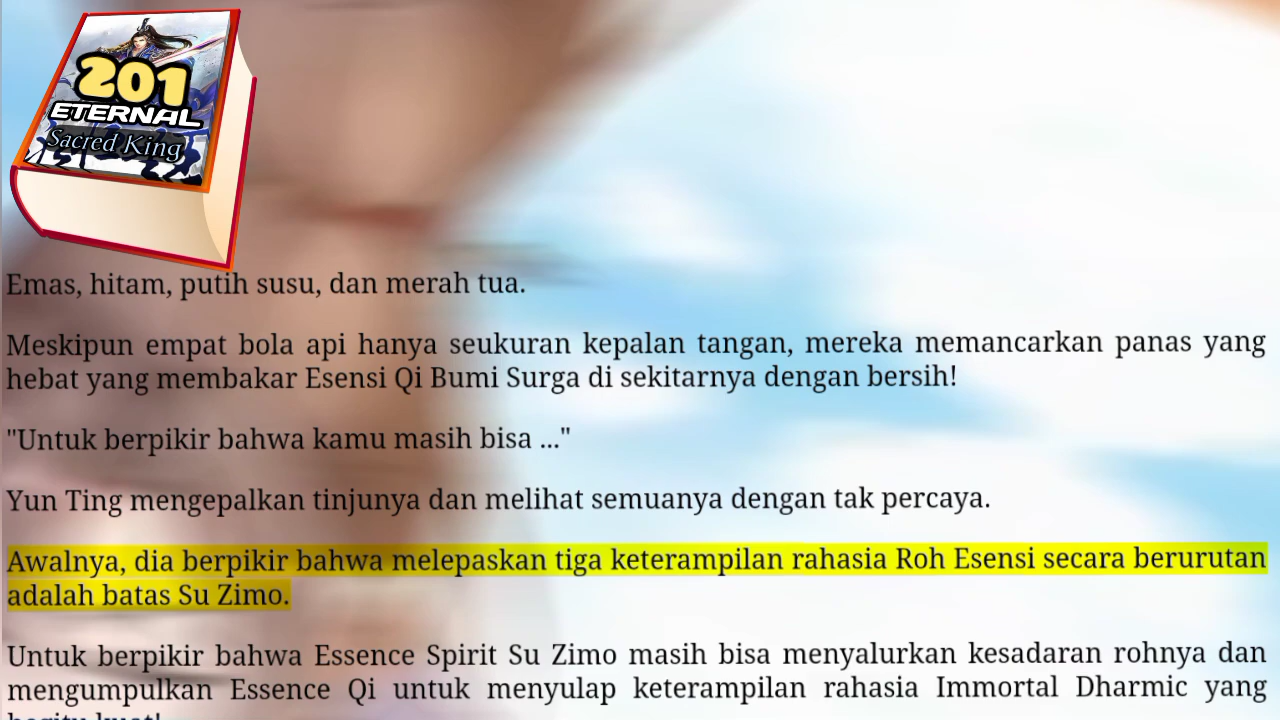 201
ETERNAL
Sacred King
Emas, hitam, putih susu, dan merah tua.
Meskipun empat bola api hanya seukuran kepalan tangan, mereka memancarkan panas yang
hebat yang membakar Esensi Qi Bumi Surga di sekitarnya dengan bersih!
"Untuk berpikir bahwa kamu masih bisa ..."
Yun Ting mengepalkan tinjunya dan melihat semuanya dengan tak percaya.
Awalnya, dia berpikir bahwa melepaskan tiga keterampilan rahasia Roh Esensi secara berurutan
adalah batas Su Zimo.
Untuk berpikir bahwa Essence Spirit Su Zimo masih bisa menyalurkan kesadaran rohnya dan
mengumpulkan Essence Qi untuk menyulap keterampilan rahasia Immortal Dharmic yang